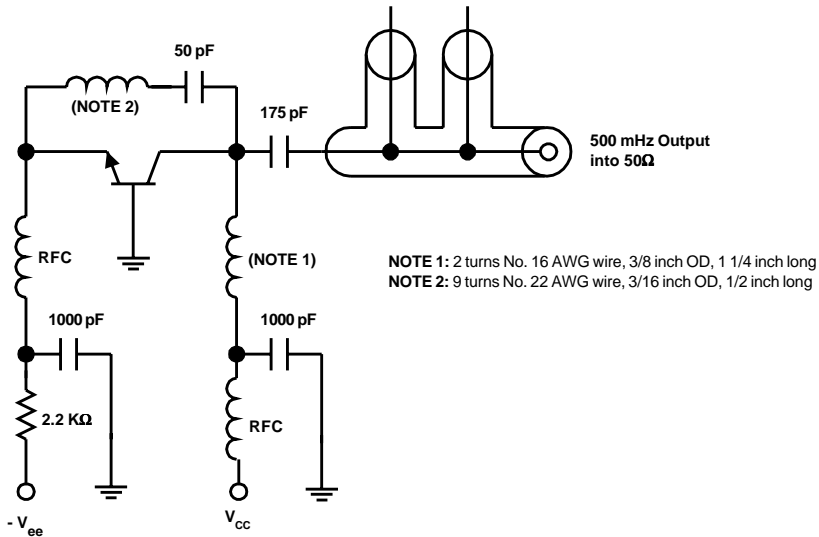 50 pF
(NOTE 2)
175 pF
500 mHz Output
into 50Ω
RFC
(NOTE 1)
NOTE 1: 2 turns No. 16 AWG wire, 3/8 inch OD, 1 1/4 inch long
NOTE 2: 9 turns No. 22 AWG wire, 3/16 inch OD, 1/2 inch long
1000 pF
1000 pF
2.2 KΩ
RFC
- Vee
VCC